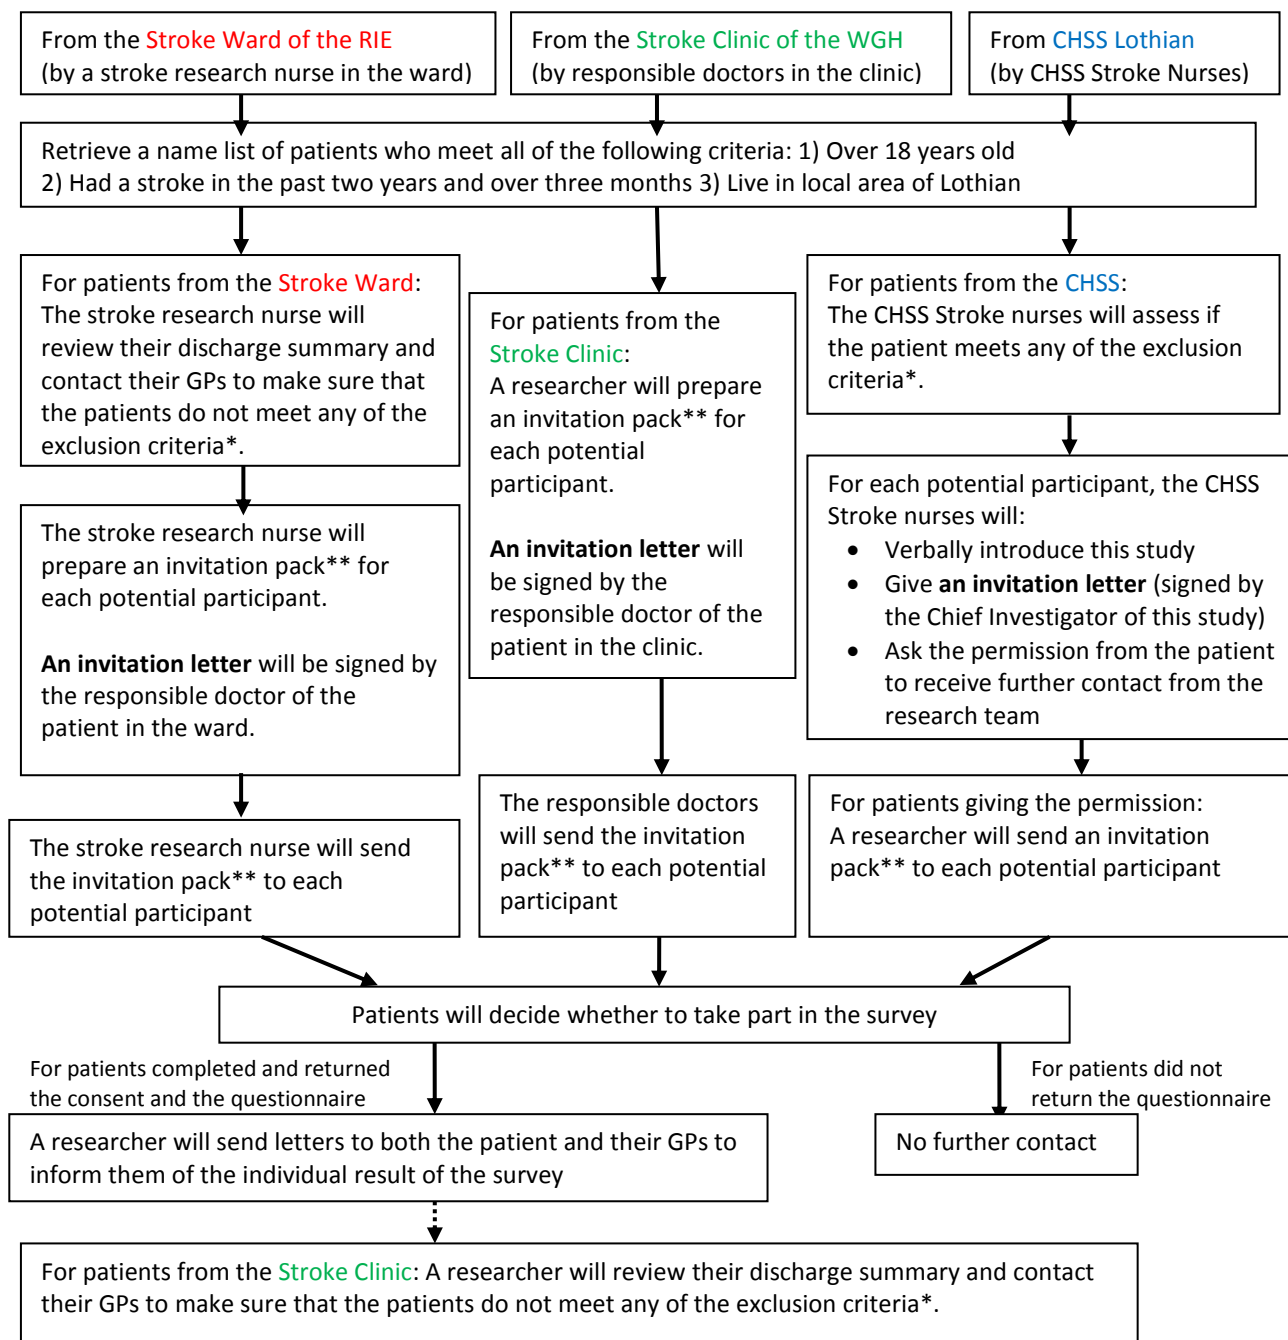 From the Stroke Ward of the RIE
(by a stroke research nurse in the ward)
From the Stroke Clinic of the WGH
(by responsible doctors in the clinic)
From CHSS Lothian
(by CHSS Stroke Nurses)
Retrieve a name list of patients who meet all of the following criteria: 1) Over 18 years old
2) Had a stroke in the past two years and over three months 3) Live in local area of Lothian
For patients from the Stroke Ward:
The stroke research nurse will
review their discharge summary and
contact their GPs to make sure that
the patients do not meet any of the
exclusion criteria*.
The stroke research nurse will
prepare an invitation pack** for
each potential participant.
An invitation letter will be signed by
the responsible doctor of the
patient in the ward.
The stroke research nurse will send
the invitation pack** to each
potential participant
For patients from the
Stroke Clinic:
A researcher will prepare
an invitation pack** for
each potential
participant.
An invitation letter will
be signed by the
responsible doctor of the
patient in the clinic.
The responsible doctors
will send the invitation
pack** to each potential
participant
For patients from the CHSS:
The CHSS Stroke nurses will assess if
the patient meets any of the exclusion
criteria*.
For each potential participant, the CHSS
Stroke nurses will:
• Verbally introduce this study
• Give an invitation letter (signed by
the Chief Investigator of this study)
• Ask the permission from the patient
to receive further contact from the
research team
For patients giving the permission:
A researcher will send an invitation
pack** to each potential participant
Patients will decide whether to take part in the survey
For patients completed and returned
the consent and the questionnaire
For patients did not
return the questionnaire
A researcher will send letters to both the patient and their GPs to
inform them of the individual result of the survey
No further contact
For patients from the Stroke Clinic: A researcher will review their discharge summary and contact
their GPs to make sure that the patients do not meet any of the exclusion criteria*.